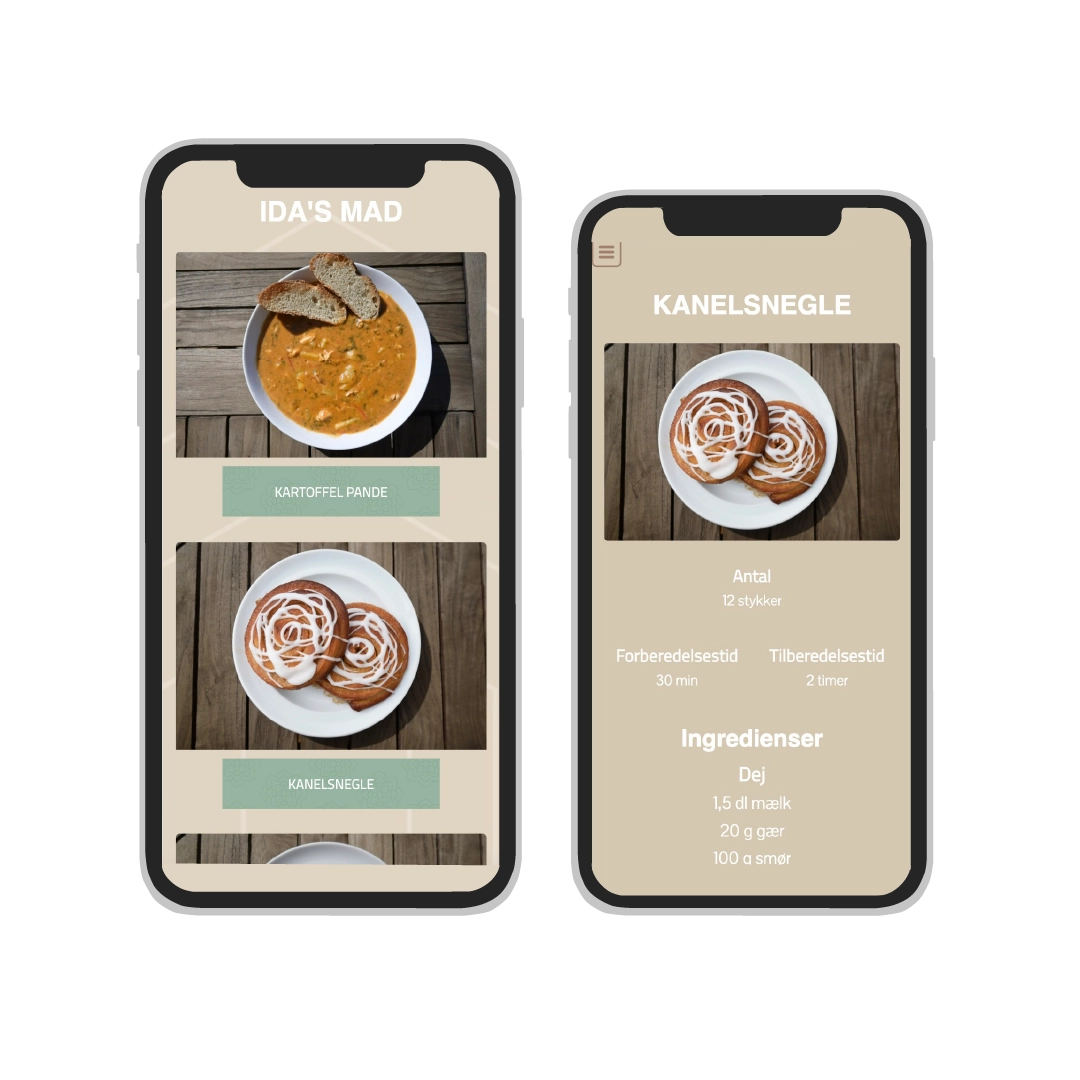 IDA'S MAD
KARTOFFEL PANDE
KANELSNEGLE
KANELSNEGLE
Antal
12 stykker
Forberedelsestid Tilberedelsestid
30 min 2 timer
Ingredienser
Dej
1,5 dl mælk
20 g gær
100 g smør